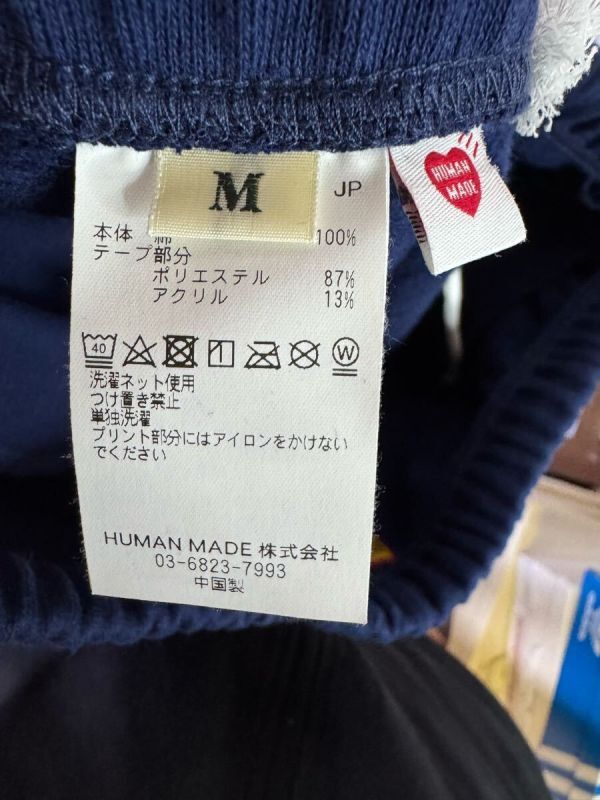 M
JP
HUMAN
MADE
本体 綿 100%
テープ部分
ポリエステル 87%
アクリル 13%
40
洗濯ネット使用
つけ置き禁止
単独洗濯
プリント部分にはアイロンをかけない
でください
HUMAN MADE 株式会社
03-6823-7993
中国製